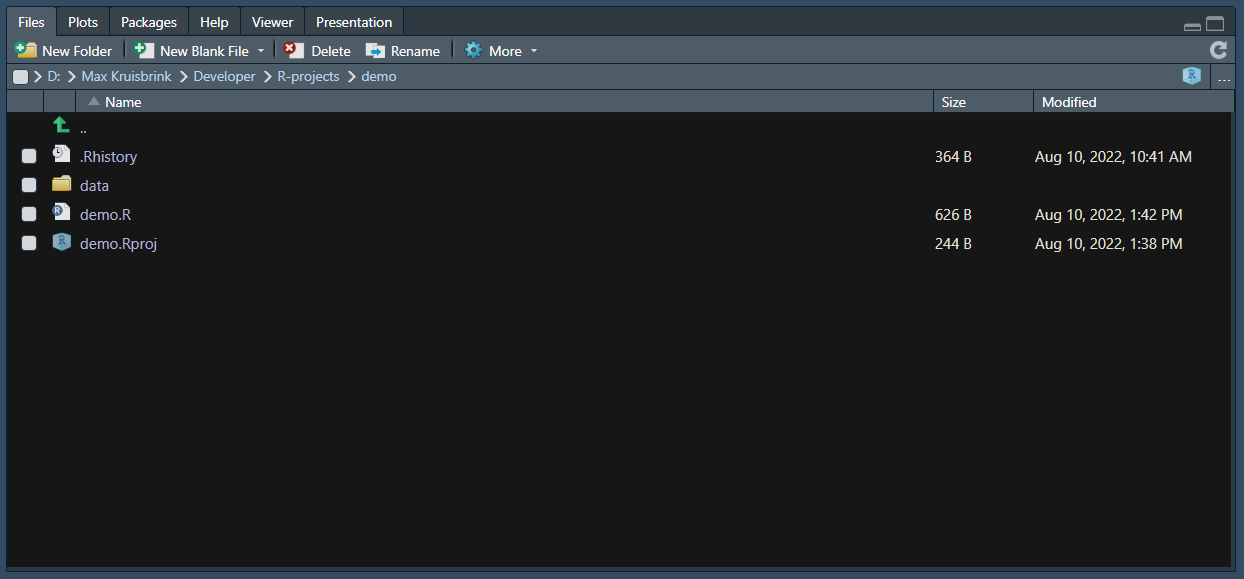 Files Plots Packages Help Viewer Presentation
New Folder New Blank File Delete Rename More
D: Max Kruisbrink Developer R-projects demo R ...
Name Size Modified
..
.Rhistory 364 B Aug 10, 2022, 10:41 AM
data
demo.R 626 B Aug 10, 2022, 1:42 PM
demo.Rproj 244 B Aug 10, 2022, 1:38 PM